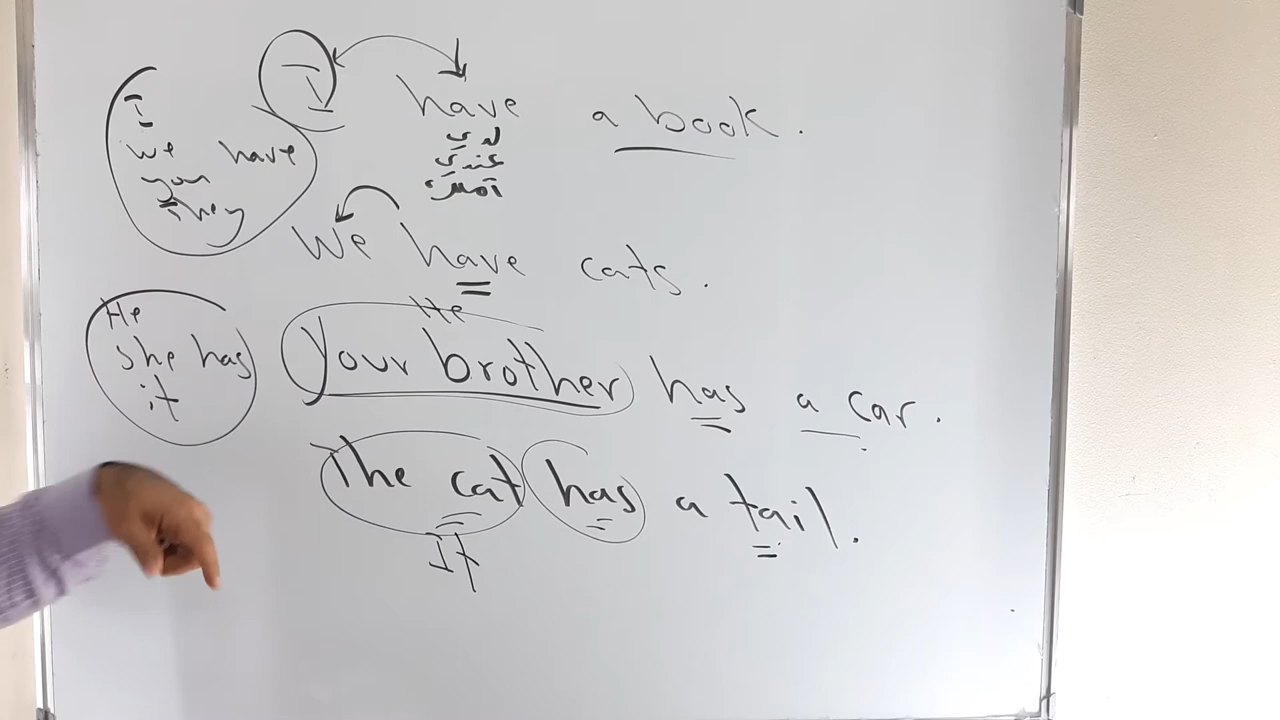 I have a book.
لدي
عندي
I
we have
you
They
We have cats.
He
she has
it
He
your brother has a car.
The cat has a tail.
It